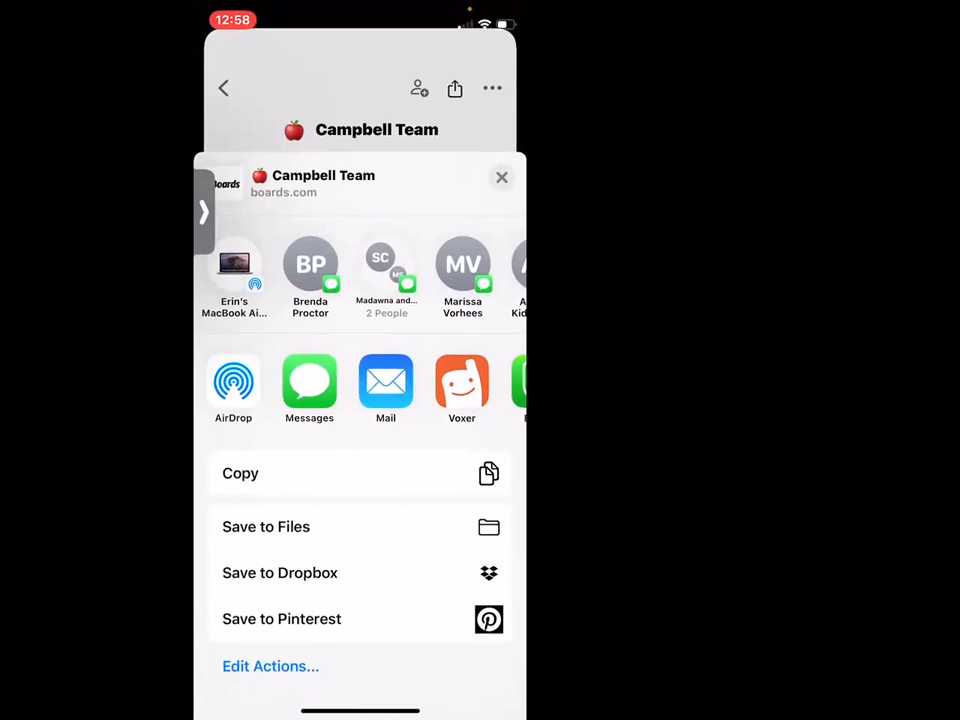 12:58
🍎 Campbell Team
Boards
🍎 Campbell Team
boards.com
BP
SC
MS
MV
Erin's
MacBook Ai...
Brenda
Proctor
Madawna and...
2 People
Marissa
Vorhees
A
Kid
AirDrop
Messages
Mail
Voxer
Copy
Save to Files
Save to Dropbox
Save to Pinterest
Edit Actions...